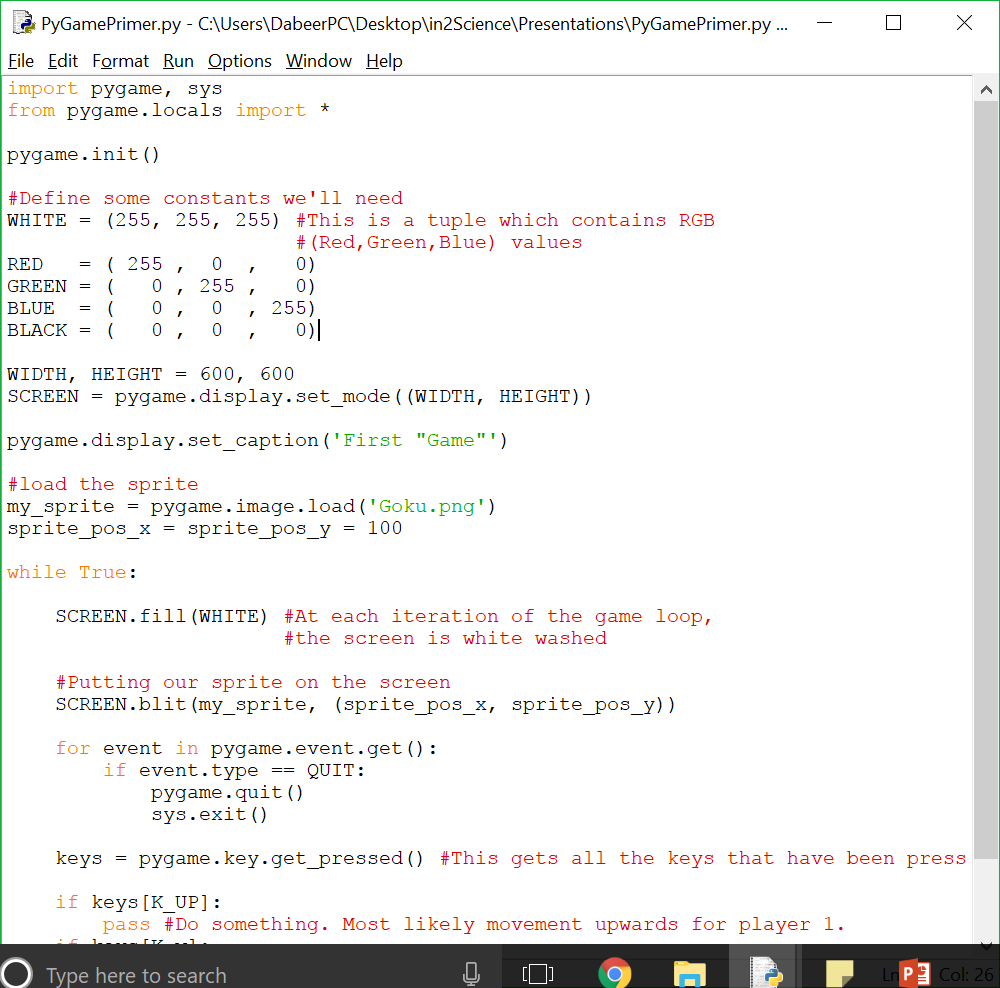 PyGamePrimer.py - C:\Users\DabeerPC\Desktop\in2Science\Presentations\PyGamePrimer.py ...
File Edit Format Run Options Window Help
import pygame, sys
from pygame.locals import *
pygame.init()
#Define some constants we'll need
WHITE = (255, 255, 255) #This is a tuple which contains RGB
#(Red,Green,Blue) values
RED   = ( 255 ,  0  ,   0)
GREEN = (   0 , 255 ,   0)
BLUE  = (   0 ,  0  , 255)
BLACK = (   0 ,  0  ,   0)
WIDTH, HEIGHT = 600, 600
SCREEN = pygame.display.set_mode((WIDTH, HEIGHT))
pygame.display.set_caption('First "Game"')
#load the sprite
my_sprite = pygame.image.load('Goku.png')
sprite_pos_x = sprite_pos_y = 100
while True:
    SCREEN.fill(WHITE) #At each iteration of the game loop,
                       #the screen is white washed
    #Putting our sprite on the screen
    SCREEN.blit(my_sprite, (sprite_pos_x, sprite_pos_y))
    for event in pygame.event.get():
        if event.type == QUIT:
            pygame.quit()
            sys.exit()
    keys = pygame.key.get_pressed() #This gets all the keys that have been press
    if keys[K_UP]:
        pass #Do something. Most likely movement upwards for player 1.
Type here to search
Ln
Col: 26